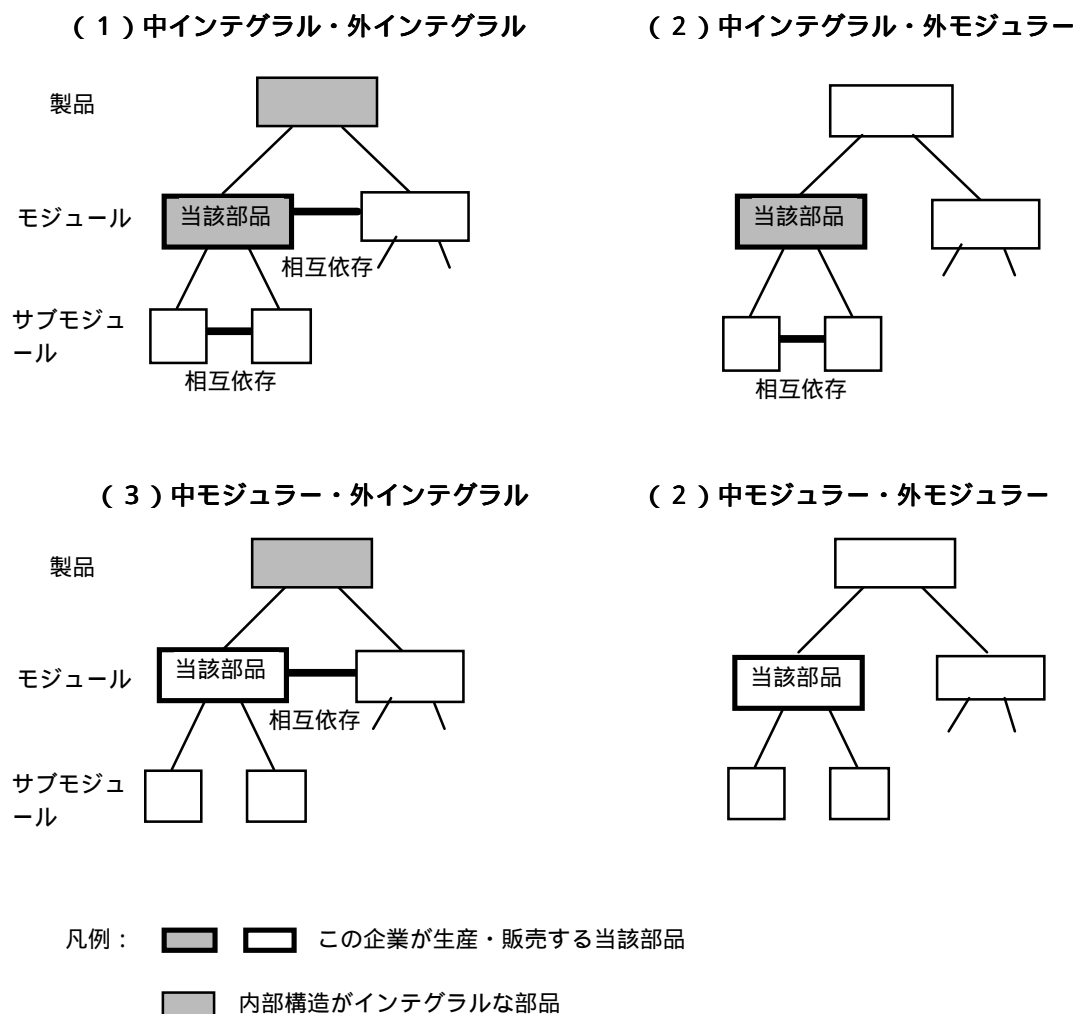 （1）中インテグラル・外インテグラル
（2）中インテグラル・外モジュラー
製品
モジュール
当該部品
相互依存
サブモジュ
ール
相互依存
当該部品
相互依存
（3）中モジュラー・外インテグラル
（2）中モジュラー・外モジュラー
製品
モジュール
当該部品
相互依存
サブモジュ
ール
当該部品
凡例：
この企業が生産・販売する当該部品
内部構造がインテグラルな部品